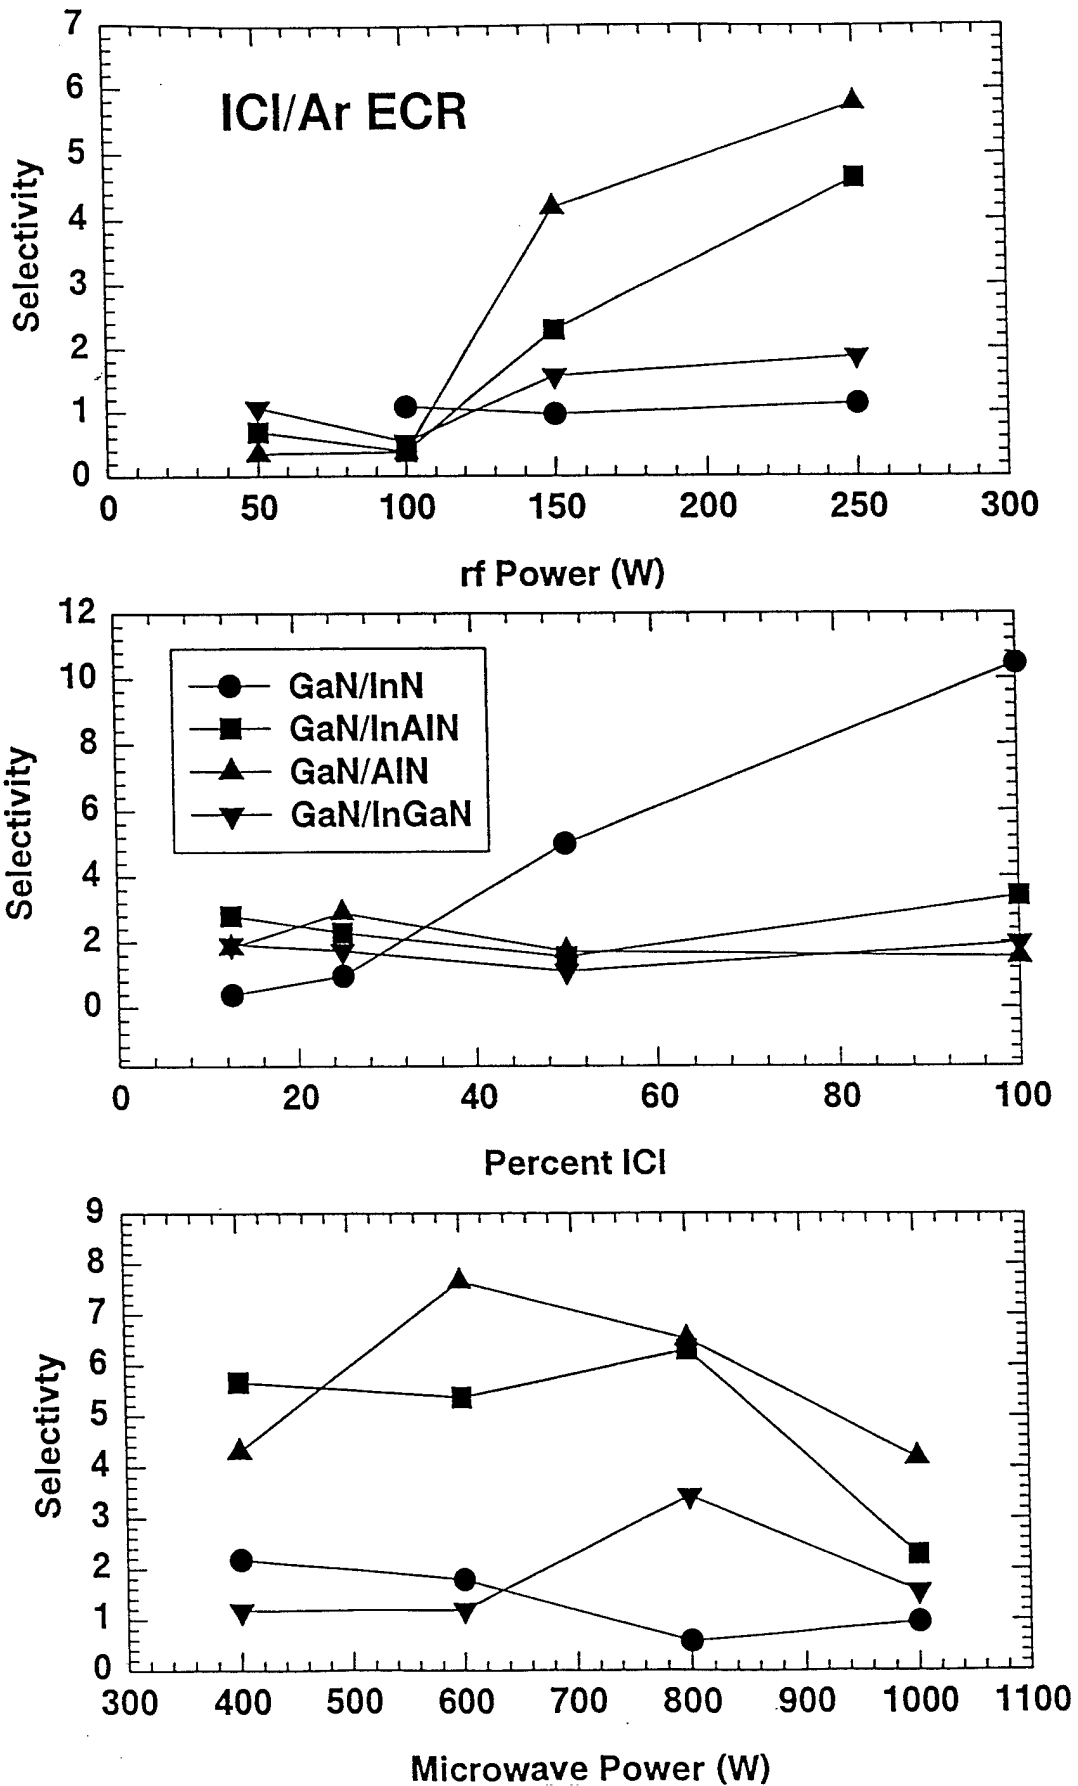 7
6
5
4
3
2
1
0
Selectivity
ICl/Ar ECR
0 50 100 150 200 250 300
rf Power (W)
12
10
8
6
4
2
0
Selectivity
GaN/InN
GaN/InAlN
GaN/AlN
GaN/InGaN
0 20 40 60 80 100
Percent ICl
9
8
7
6
5
4
3
2
1
0
Selectivty
300 400 500 600 700 800 900 1000 1100
Microwave Power (W)